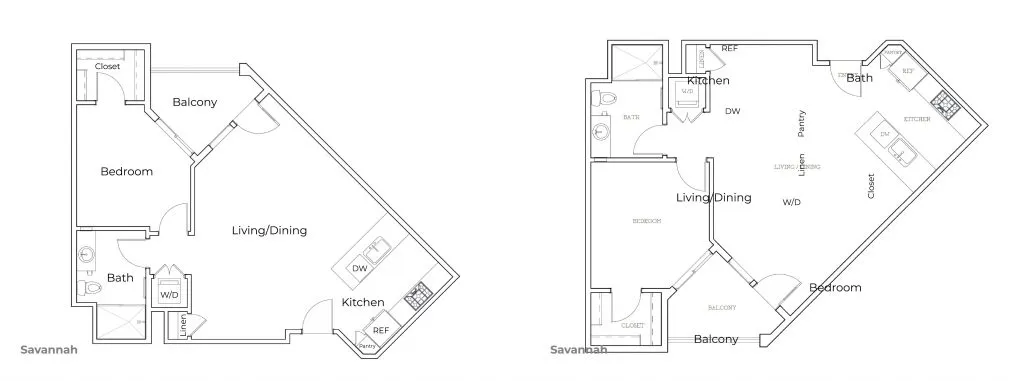 Closet
Balcony
Bedroom
Living/Dining
Bath
DW
W/D
Kitchen
Linen
REF
Pantry
Savannah
REF
LINEN
Kitchen
PANTRY
Bath
REF
W/D
DW
Pantry
BATH
KITCHEN
DW
LIVING / DINING
Linen
Closet
Living/Dining
W/D
BEDROOM
Bedroom
BALCONY
CLOSET
Balcony
Savannah